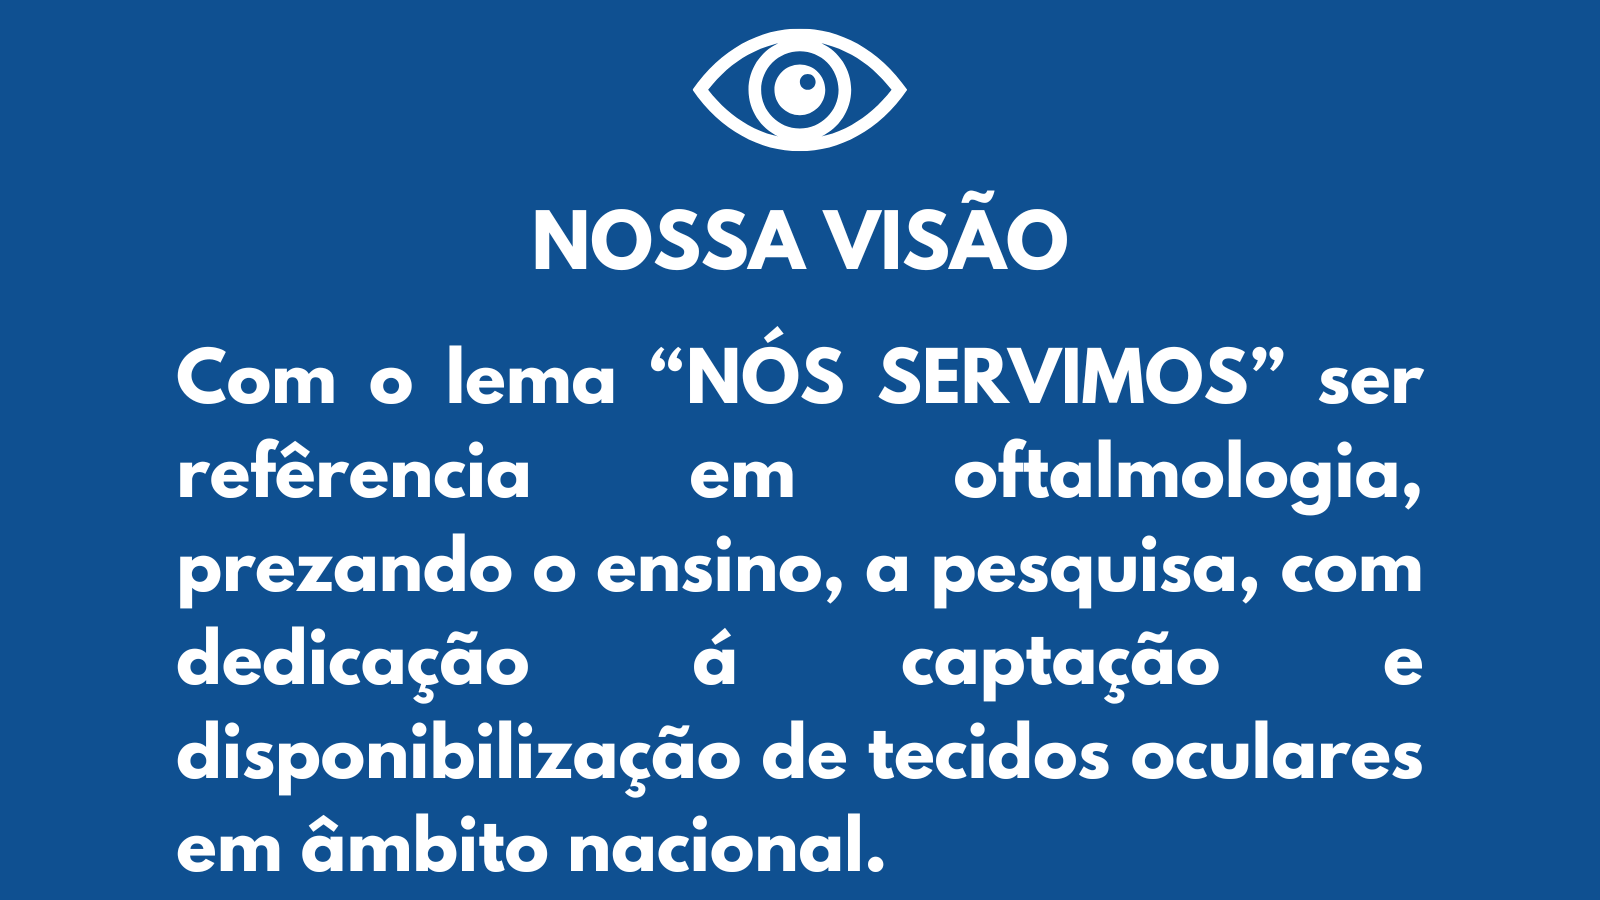 NOSSA VISÃO
Com o lema “NÓS SERVIMOS” ser
refêrencia em oftalmologia,
prezando o ensino, a pesquisa, com
dedicação á captação e
disponibilização de tecidos oculares
em âmbito nacional.